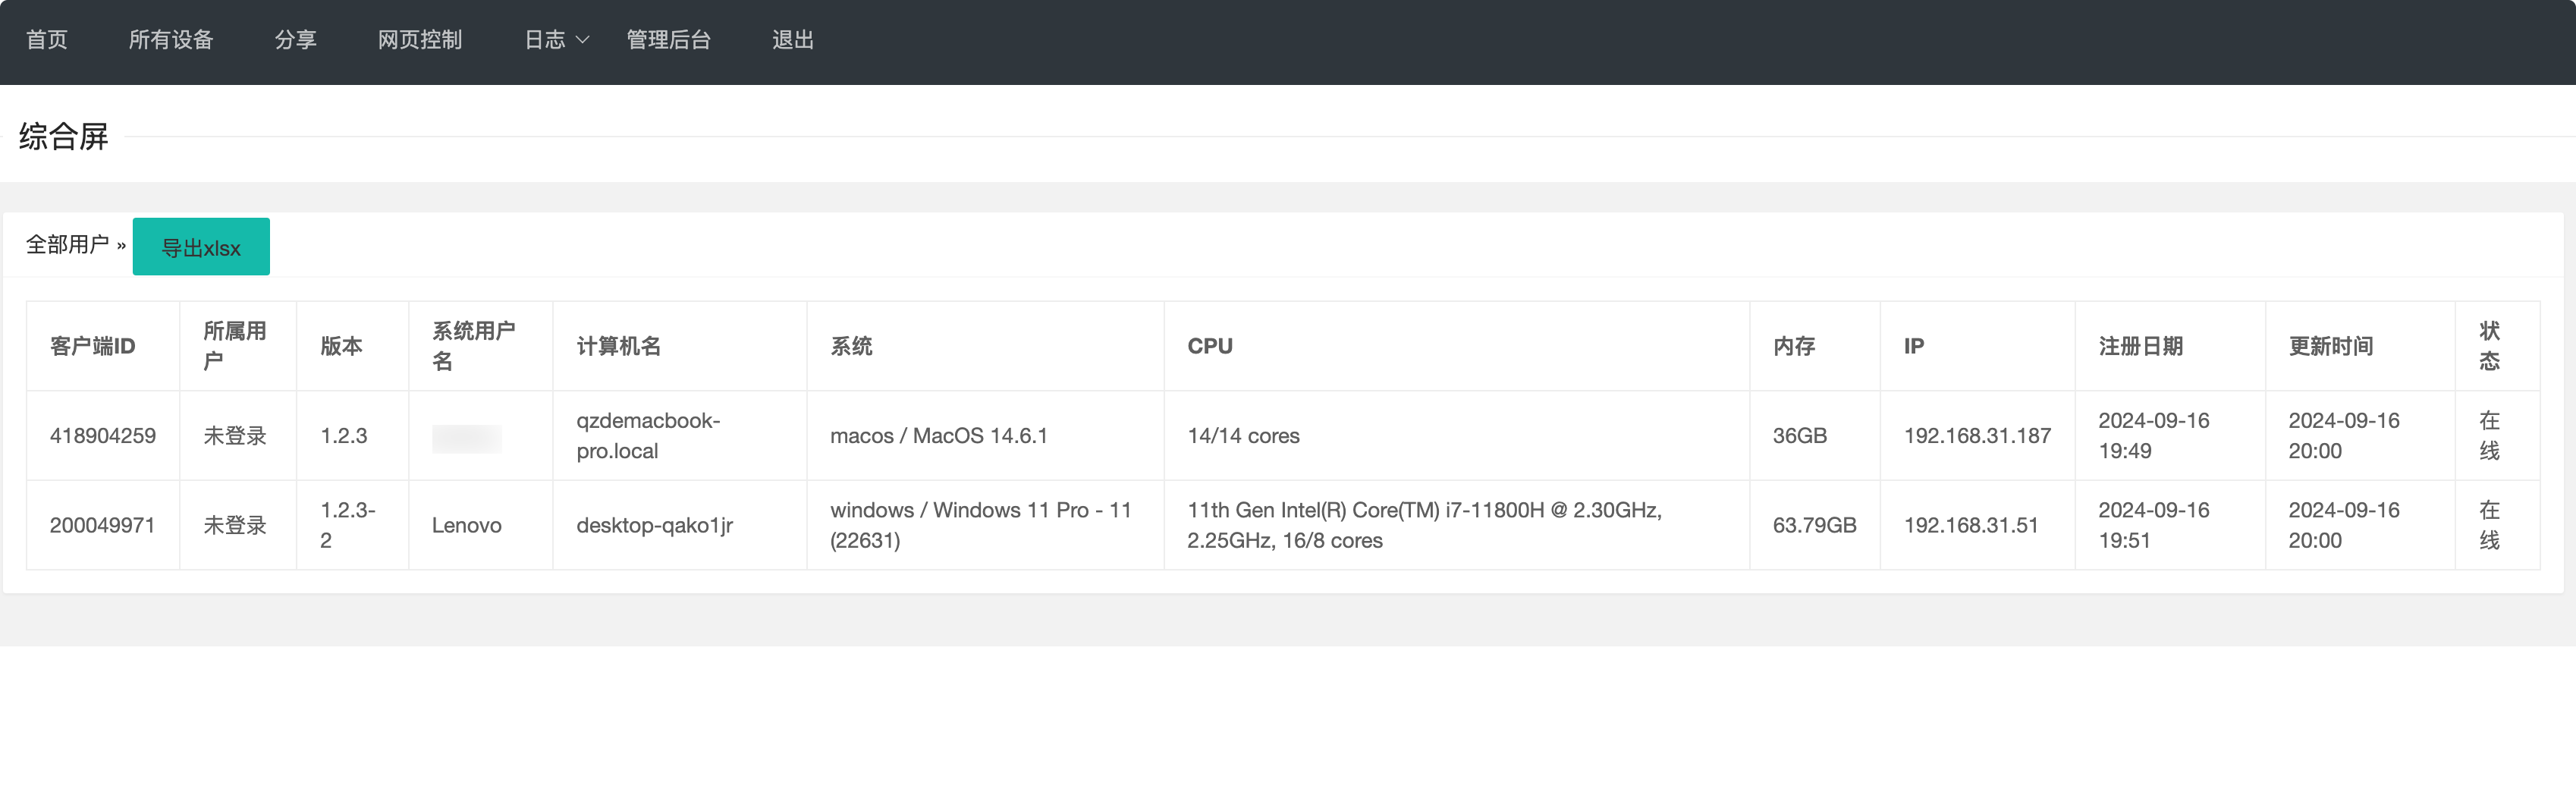 首页 所有设备 分享 网页控制 日志 管理后台 退出
综合屏
全部用户 » 导出xlsx
客户端ID 所属用户 版本 系统用户名 计算机名 系统 CPU 内存 IP 注册日期 更新时间 状态
418904259 未登录 1.2.3 qzdemacbook-pro.local macos / MacOS 14.6.1 14/14 cores 36GB 192.168.31.187 2024-09-16 19:49 2024-09-16 20:00 在线
200049971 未登录 1.2.3-2 Lenovo desktop-qako1jr windows / Windows 11 Pro - 11 (22631) 11th Gen Intel(R) Core(TM) i7-11800H @ 2.30GHz, 2.25GHz, 16/8 cores 63.79GB 192.168.31.51 2024-09-16 19:51 2024-09-16 20:00 在线